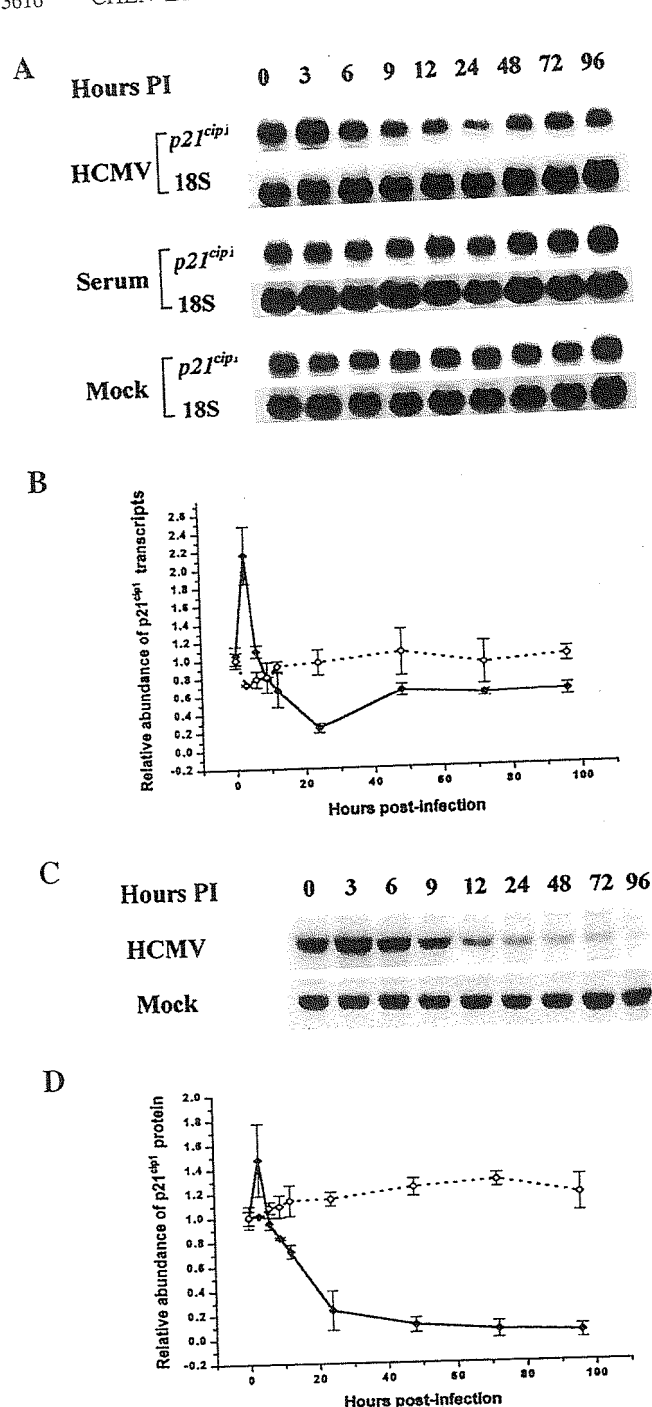 3616 CHEN
A
Hours PI 0 3 6 9 12 24 48 72 96
HCMV
p21cip1
18S
Serum
p21cip1
18S
Mock
p21cip1
18S
B
Relative abundance of p21cip1 transcripts
2.6
2.4
2.2
2.0
1.8
1.6
1.4
1.2
1.0
0.8
0.6
0.4
0.2
0.0
-0.2
0 20 40 60 80 100
Hours post-infection
C
Hours PI 0 3 6 9 12 24 48 72 96
HCMV
Mock
D
Relative abundance of p21cip1 protein
2.0
1.8
1.6
1.4
1.2
1.0
0.8
0.6
0.4
0.2
0.0
-0.2
0 20 40 60 80 100
Hours post-infection